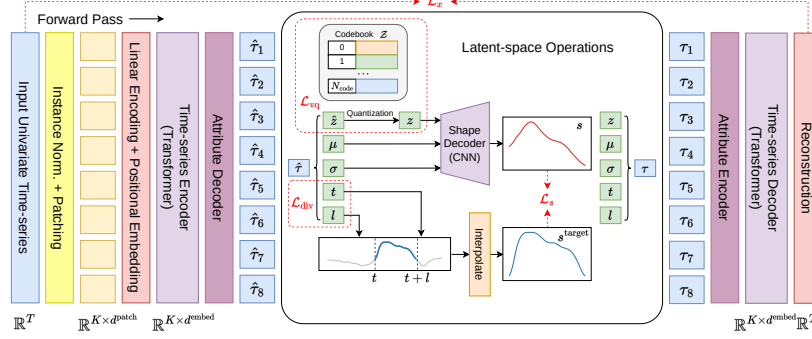 Forward Pass
ℒₓ
Input Univariate Time-series
Instance Norm. + Patching
Linear Encoding + Positional Embedding
Time-series Encoder
(Transformer)
Attribute Decoder
τ̂₁
τ̂₂
τ̂₃
τ̂₄
τ̂₅
τ̂₆
τ̂₇
τ̂₈
Latent-space Operations
Codebook 𝒵
0
1
...
N_code
ℒ_vq
τ̂
ẑ
Quantization
z
μ
σ
t
l
ℒ_div
Shape
Decoder
(CNN)
s
ℒ_s
t
t + l
Interpolate
s^target
z
μ
σ
t
l
τ
τ₁
τ₂
τ₃
τ₄
τ₅
τ₆
τ₇
τ₈
Attribute Encoder
Time-series Decoder
(Transformer)
Reconstruction
ℝ^T
ℝ^{K×d^patch}
ℝ^{K×d^embed}
ℝ^{K×d^embed}
ℝ^T